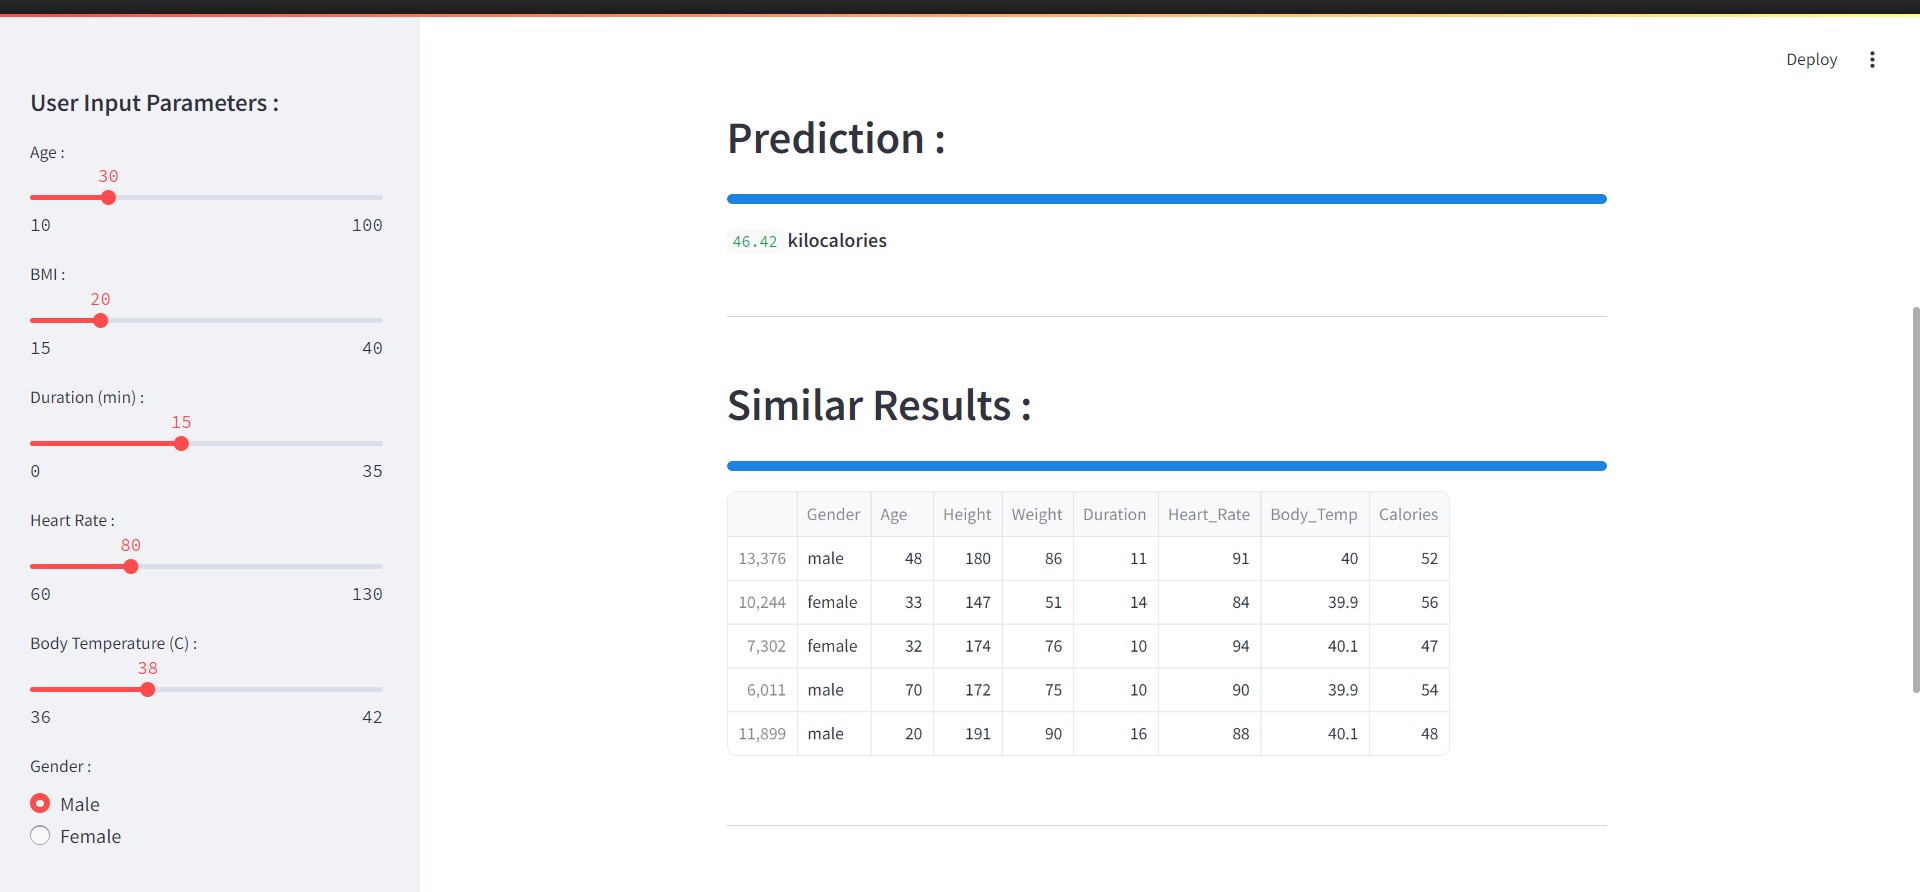 Deploy
User Input Parameters :
Age :
30
10 100
BMI :
20
15 40
Duration (min) :
15
0 35
Heart Rate :
80
60 130
Body Temperature (C) :
38
36 42
Gender :
Male
Female
Prediction :
46.42 kilocalories
Similar Results :
Gender Age Height Weight Duration Heart_Rate Body_Temp Calories
13,376 male 48 180 86 11 91 40 52
10,244 female 33 147 51 14 84 39.9 56
7,302 female 32 174 76 10 94 40.1 47
6,011 male 70 172 75 10 90 39.9 54
11,899 male 20 191 90 16 88 40.1 48